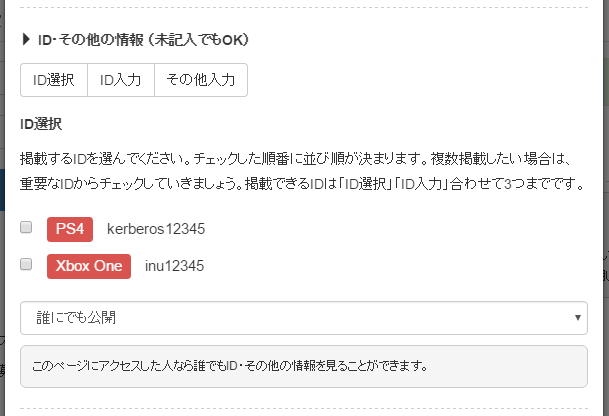 ▶ ID・その他の情報 (未記入でもOK)
ID選択 ID入力 その他入力
ID選択
掲載するIDを選んでください。チェックした順番に並び順が決まります。複数掲載したい場合は、
重要なIDからチェックしていきましょう。掲載できるIDは「ID選択」「ID入力」合わせて3つまでです。
PS4 kerberos12345
Xbox One inu12345
誰にでも公開
このページにアクセスした人なら誰でもID・その他の情報を見ることができます。